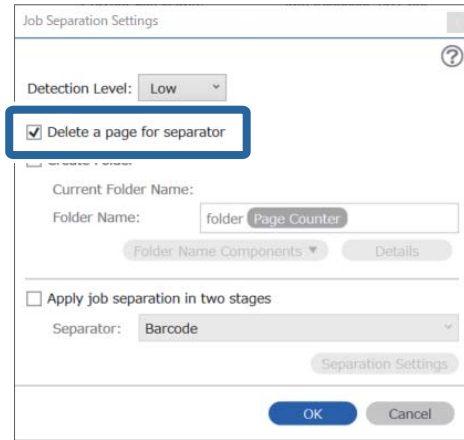 Job Separation Settings
?
Detection Level: Low
Delete a page for separator
Current Folder Name:
Folder Name: folder Page Counter
Folder Name Components Details
Apply job separation in two stages
Separator: Barcode
Separation Settings
OK Cancel